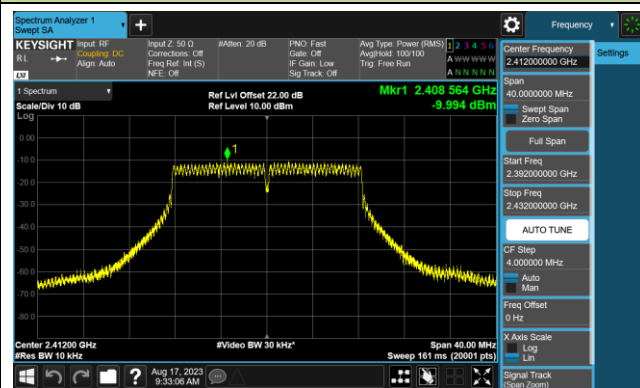 Spectrum Analyzer 1
Swept SA
+
Frequency
KEYSIGHT
RL
Input: RF
Coupling: DC
Align: Auto
Input Z: 50 Ω
Corrections: Off
Freq Ref: Int (S)
NFE: Off
#Atten: 20 dB
PNO: Fast
Gate: Off
IF Gain: Low
Sig Track: Off
Avg Type: Power (RMS)
Avg|Hold: 100/100
Trig: Free Run
1 2 3 4 5 6
A W W W W W
A N N N N N
LXI
1 Spectrum
Scale/Div 10 dB
Log
Ref Lvl Offset 22.00 dB
Ref Level 10.00 dBm
Mkr1 2.408 564 GHz
-9.994 dBm
1
0.00
-10.0
-20.0
-30.0
-40.0
-50.0
-60.0
-70.0
-80.0
Center 2.41200 GHz
#Res BW 10 kHz
#Video BW 30 kHz*
Span 40.00 MHz
Sweep 161 ms (20001 pts)
Center Frequency
2.412000000 GHz
Settings
Span
40.0000000 MHz
Swept Span
Zero Span
Full Span
Start Freq
2.392000000 GHz
Stop Freq
2.432000000 GHz
AUTO TUNE
CF Step
4.000000 MHz
Auto
Man
Freq Offset
0 Hz
X Axis Scale
Log
Lin
Signal Track
(Span Zoom)
?
Aug 17, 2023
9:33:06 AM